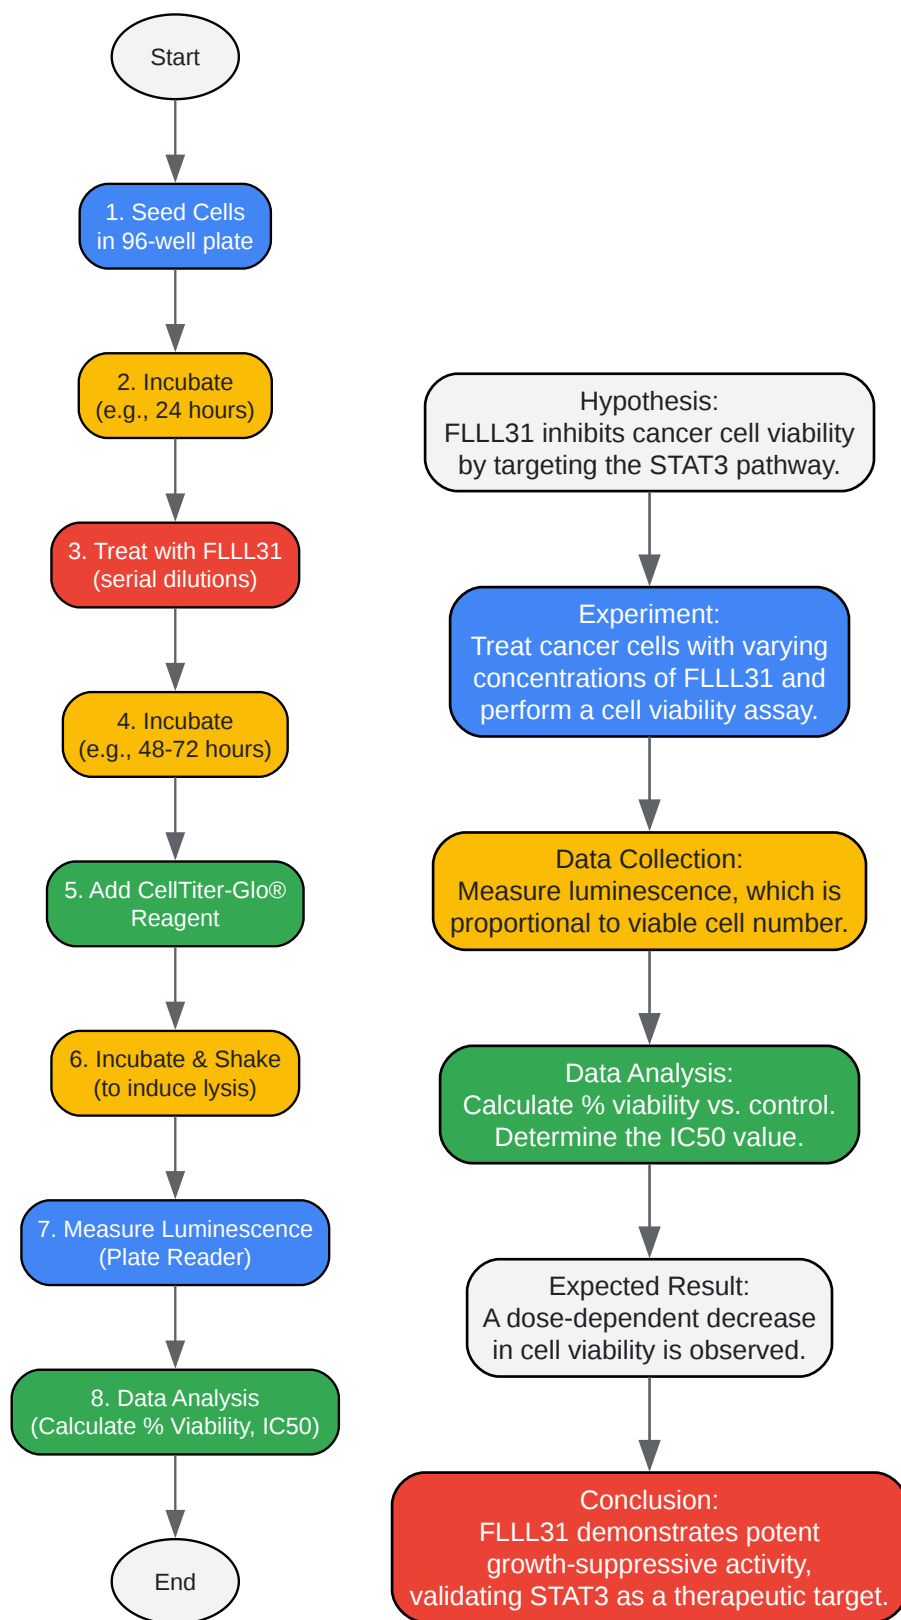 Start
1. Seed Cells
in 96-well plate
2. Incubate
(e.g., 24 hours)
3. Treat with FLLL31
(serial dilutions)
4. Incubate
(e.g., 48-72 hours)
5. Add CellTiter-Glo®
Reagent
6. Incubate & Shake
(to induce lysis)
7. Measure Luminescence
(Plate Reader)
8. Data Analysis
(Calculate % Viability, IC50)
End
Hypothesis:
FLLL31 inhibits cancer cell viability
by targeting the STAT3 pathway.
Experiment:
Treat cancer cells with varying
concentrations of FLLL31 and
perform a cell viability assay.
Data Collection:
Measure luminescence, which is
proportional to viable cell number.
Data Analysis:
Calculate % viability vs. control.
Determine the IC50 value.
Expected Result:
A dose-dependent decrease
in cell viability is observed.
Conclusion:
FLLL31 demonstrates potent
growth-suppressive activity,
validating STAT3 as a therapeutic target.